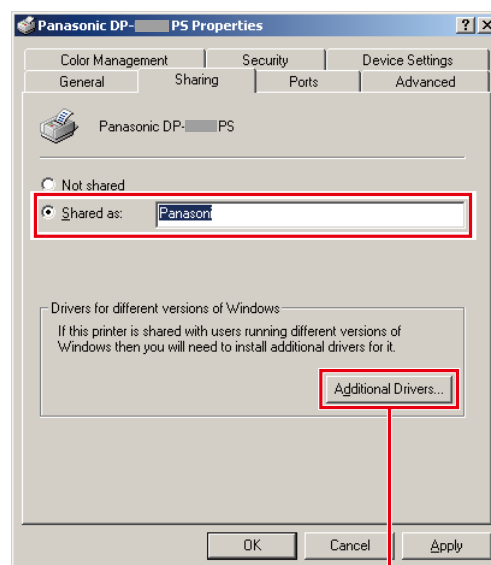 Panasonic DP- PS Properties
Color Management Security Device Settings
General Sharing Ports Advanced
Panasonic DP- PS
Not shared
Shared as: Panasoni
Drivers for different versions of Windows
If this printer is shared with users running different versions of
Windows then you will need to install additional drivers for it.
Additional Drivers...
OK Cancel Apply